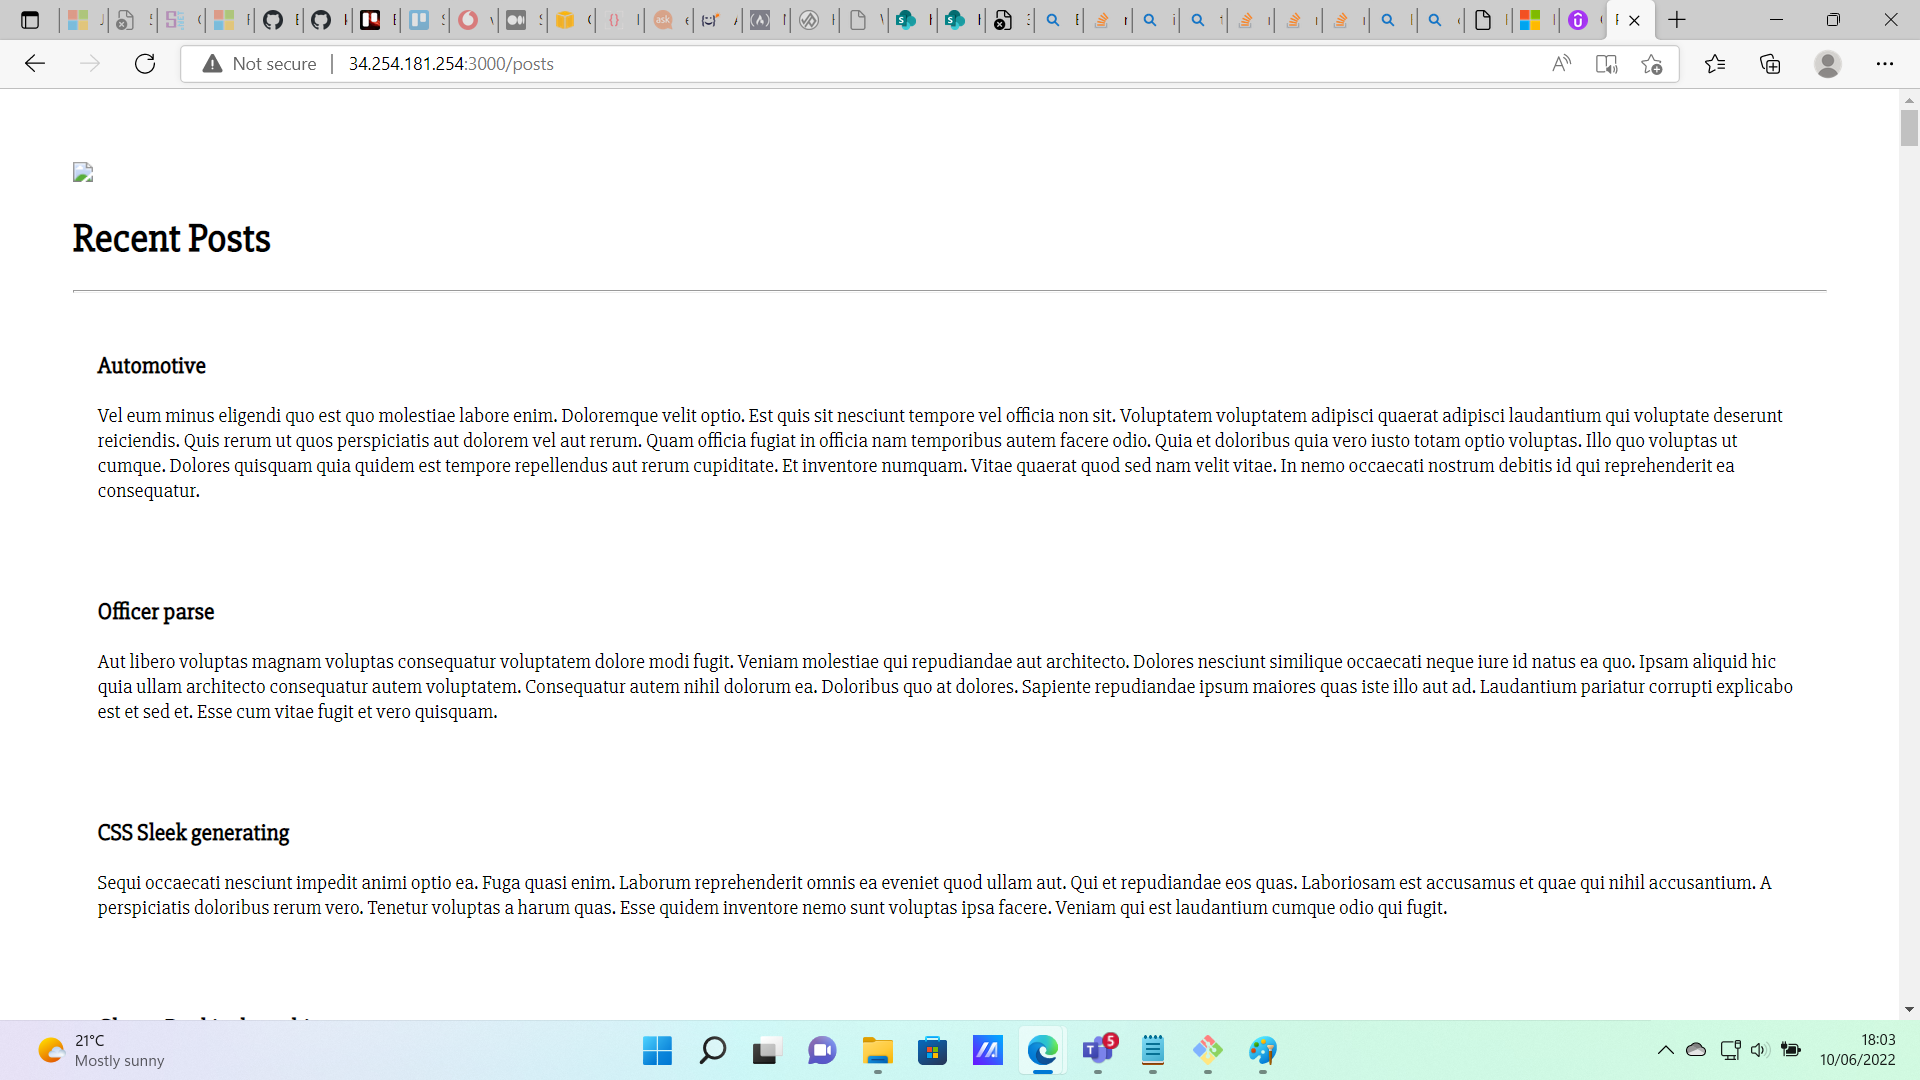 Not secure
34.254.181.254:3000/posts
Recent Posts
Automotive
Vel eum minus eligendi quo est quo molestiae labore enim. Doloremque velit optio. Est quis sit nesciunt tempore vel officia non sit. Voluptatem voluptatem adipisci quaerat adipisci laudantium qui voluptate deserunt
reiciendis. Quis rerum ut quos perspiciatis aut dolorem vel aut rerum. Quam officia fugiat in officia nam temporibus autem facere odio. Quia et doloribus quia vero iusto totam optio voluptas. Illo quo voluptas ut
cumque. Dolores quisquam quia quidem est tempore repellendus aut rerum cupiditate. Et inventore numquam. Vitae quaerat quod sed nam velit vitae. In nemo occaecati nostrum debitis id qui reprehenderit ea
consequatur.
Officer parse
Aut libero voluptas magnam voluptas consequatur voluptatem dolore modi fugit. Veniam molestiae qui repudiandae aut architecto. Dolores nesciunt similique occaecati neque iure id natus ea quo. Ipsam aliquid hic
quia ullam architecto consequatur autem voluptatem. Consequatur autem nihil dolorum ea. Doloribus quo at dolores. Sapiente repudiandae ipsum maiores quas iste illo aut ad. Laudantium pariatur corrupti explicabo
est et sed et. Esse cum vitae fugit et vero quisquam.
CSS Sleek generating
Sequi occaecati nesciunt impedit animi optio ea. Fuga quasi enim. Laborum reprehenderit omnis ea eveniet quod ullam aut. Qui et repudiandae eos quas. Laboriosam est accusamus et quae qui nihil accusantium. A
perspiciatis doloribus rerum vero. Tenetur voluptas a harum quas. Esse quidem inventore nemo sunt voluptas ipsa facere. Veniam qui est laudantium cumque odio qui fugit.
21°C
Mostly sunny
5
18:03
10/06/2022